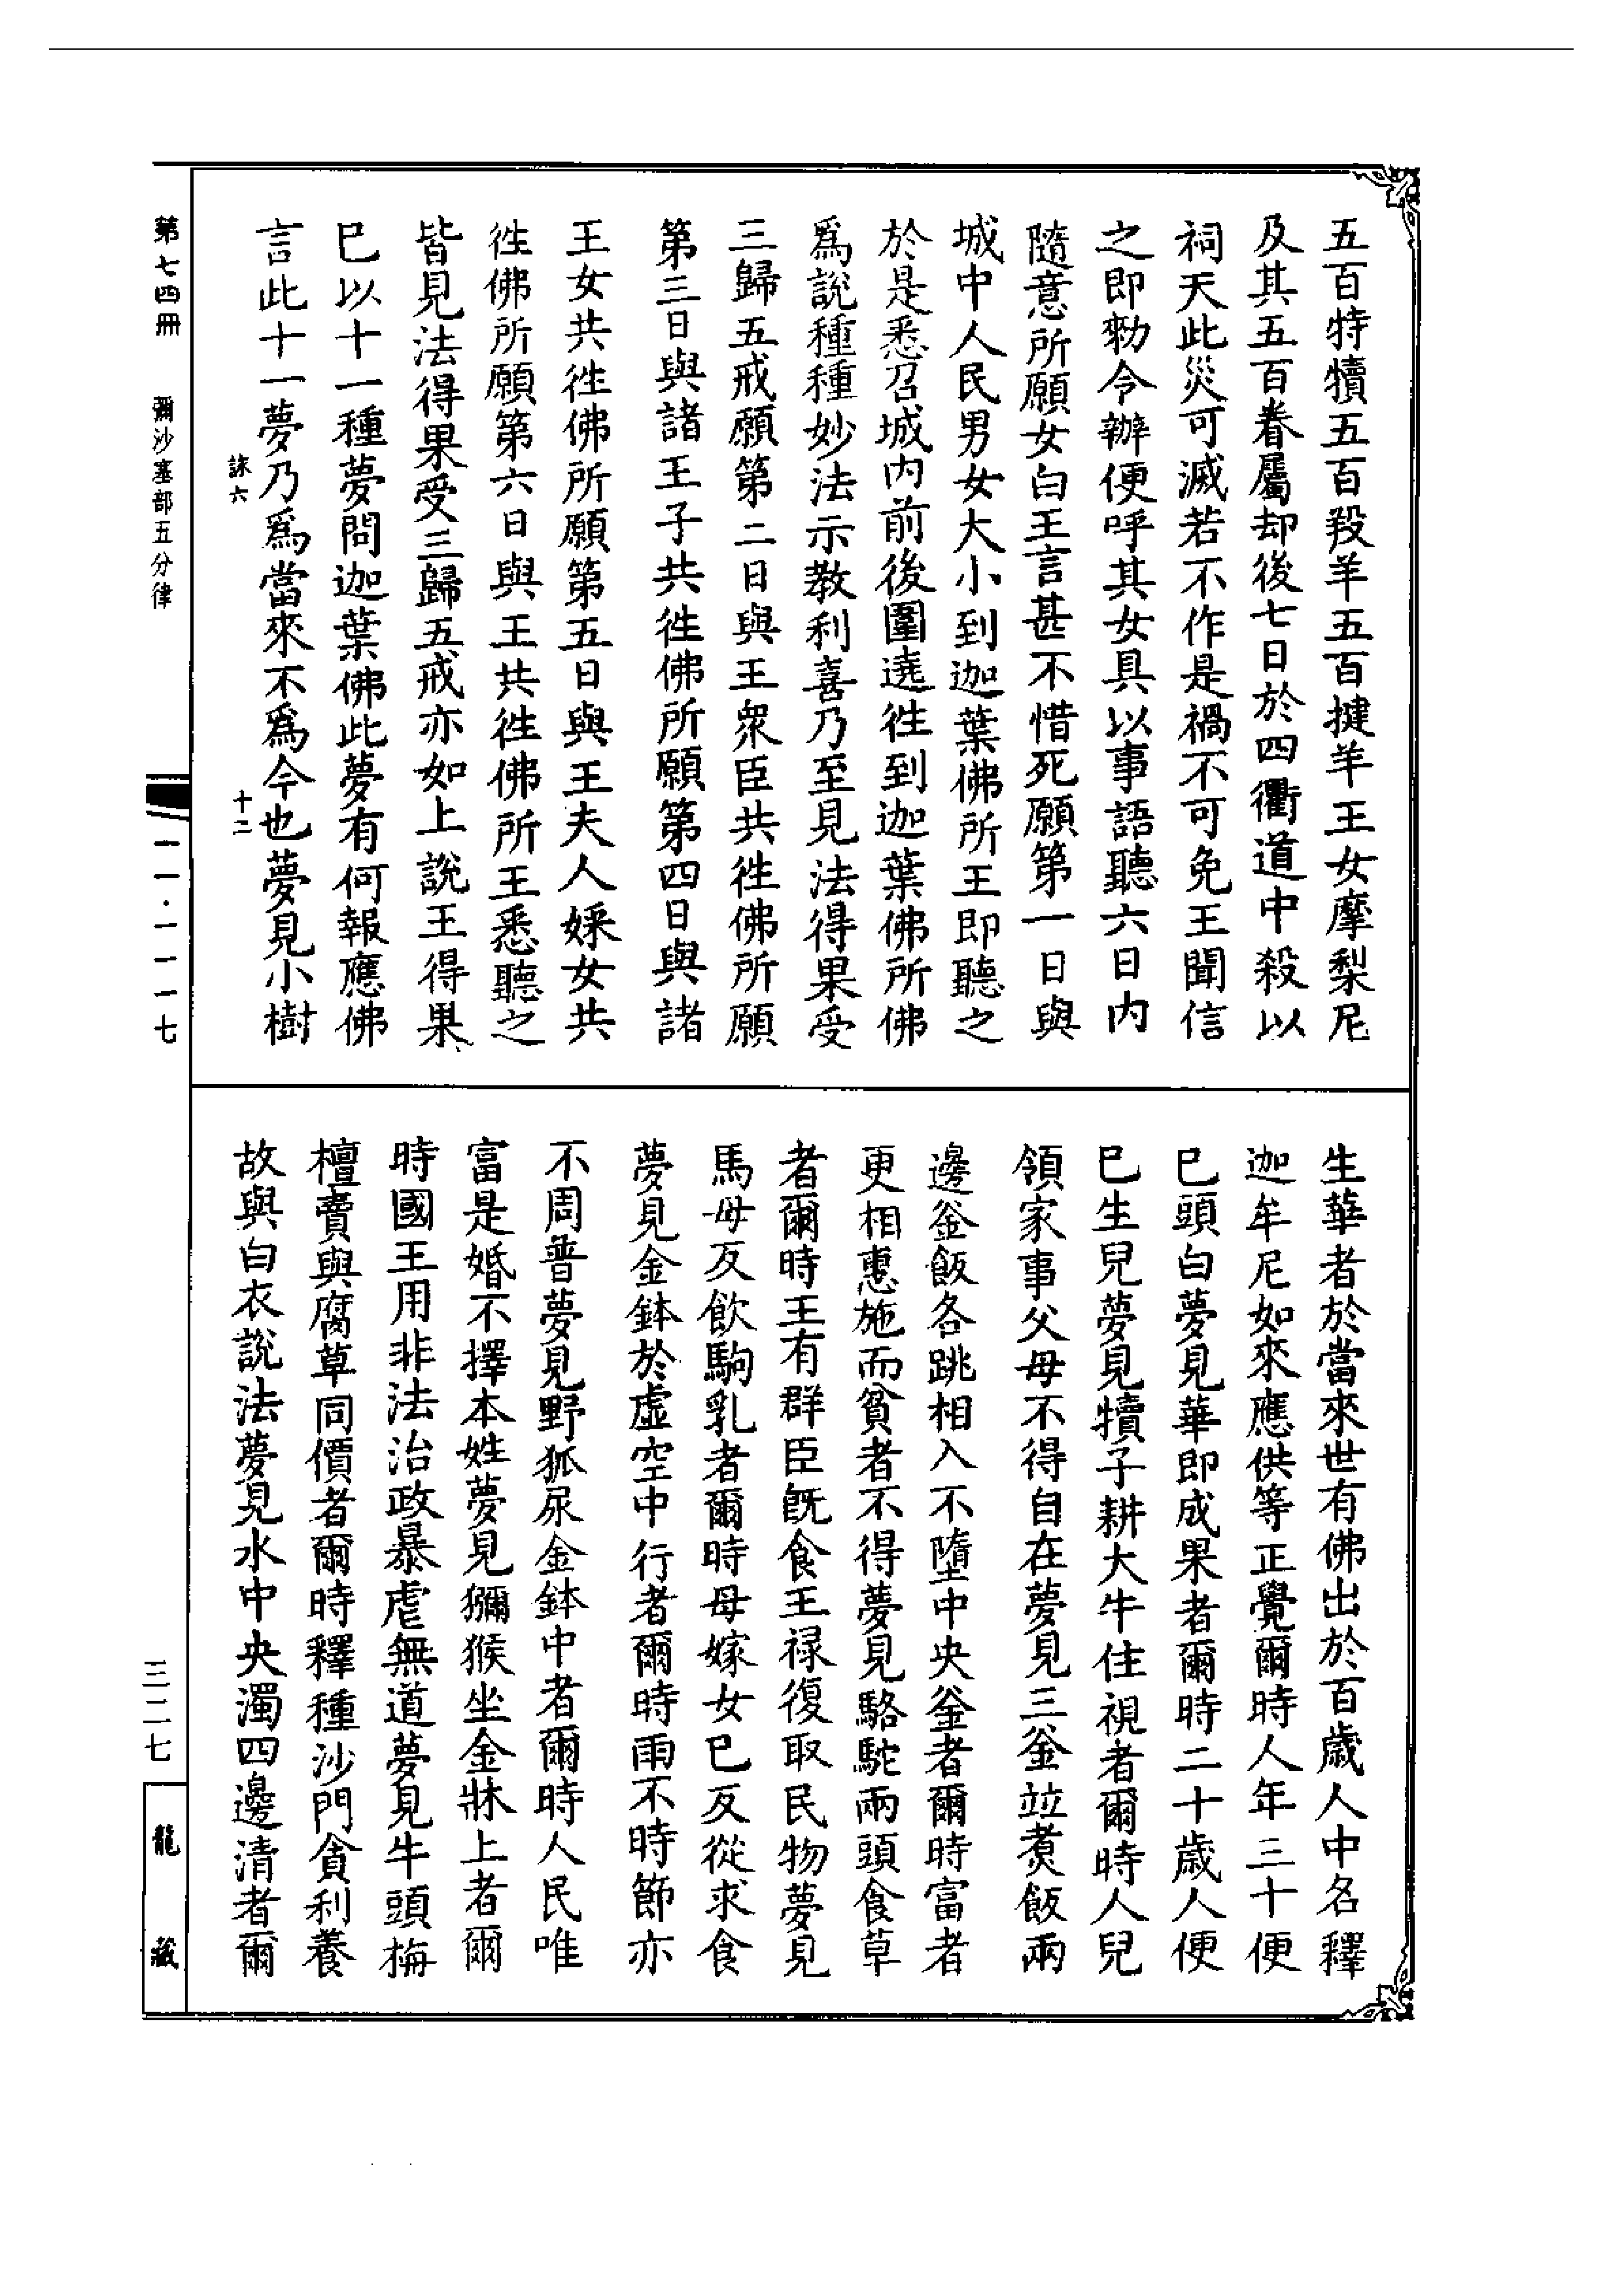 五百特犢五百羖羊五百揵羊王女摩梨尼
及其五百眷屬却後七日於四衢道中殺以
祠天此災可滅若不作是禍不可免王聞信
之即勑令辦便呼其女具以事語聽六日内
隨意所願女白王言甚不惜死願第一日與
城中人民男女大小到迦葉佛所王即聽之
於是悉召城内前後圍遶徃到迦葉佛所佛
爲說種種妙法示教利喜乃至見法得果受
三歸五戒願第二日與王衆臣共徃佛所願
第三日與諸王子共徃佛所願第四日與諸
王女共徃佛所願第五日與王夫人婇女共
徃佛所願第六日與王共徃佛所王悉聽之
皆見法得果受三歸五戒亦如上說王得果
巳以十一種夢問迦葉佛此夢有何報應佛
言此十一夢乃爲當來不爲今也夢見小樹
詠六
十二
生華者於當來世有佛出於百歲人中名釋
迦牟尼如來應供等正覺爾時人年三十便
巳頭白夢見華即成果者爾時二十歲人便
巳生兒夢見犢子耕大牛住視者爾時人兒
領家事父母不得自在夢見三釡竝煑飯兩
邊釡飯各跳相入不墮中央釡者爾時富者
更相惠施而貧者不得夢見駱駝兩頭食草
者爾時王有群臣旣食王禄復取民物夢見
馬母反飲駒乳者爾時母嫁女巳反從求食
夢見金鉢於虛空中行者爾時雨不時節亦
不周普夢見野狐尿金鉢中者爾時人民唯
富是婚不擇本姓夢見獼猴坐金牀上者爾
時國王用非法治政暴虐無道夢見牛頭栴
檀賣與腐草同價者爾時釋種沙門貪利養
故與白衣說法夢見水中央濁四邊清者爾
第七四冊
彌沙塞部五分律
一一·一一一七
三二七
龍藏